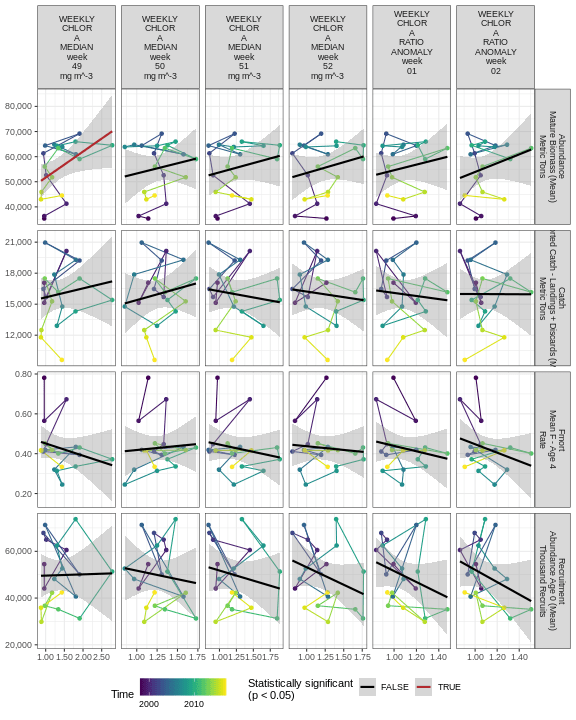 WEEKLY
CHLOR
A
MEDIAN
week
49
mg m^-3
WEEKLY
CHLOR
A
MEDIAN
week
50
mg m^-3
WEEKLY
CHLOR
A
MEDIAN
week
51
mg m^-3
WEEKLY
CHLOR
A
MEDIAN
week
52
mg m^-3
WEEKLY
CHLOR
A
RATIO
ANOMALY
week
01
WEEKLY
CHLOR
A
RATIO
ANOMALY
week
02
80,000
70,000
60,000
50,000
40,000
Abundance
Mature Biomass (Mean)
Metric Tons
21,000
18,000
15,000
12,000
Catch
rted Catch - Landings + Discards (M
Metric Tons
0.80
0.60
0.40
0.20
Fmort
Mean F - Age 4
Rate
60,000
40,000
20,000
Recruitment
Abundance Age 0 (Mean)
Thousand Recruits
1.00 1.50 2.00 2.50
1.00 1.25 1.50 1.75
1.00 1.25 1.50 1.75
1.00 1.25 1.50 1.75
1.00 1.20 1.40
1.00 1.20 1.40
Time
2000 2010
Statistically significant
(p < 0.05)
FALSE
TRUE